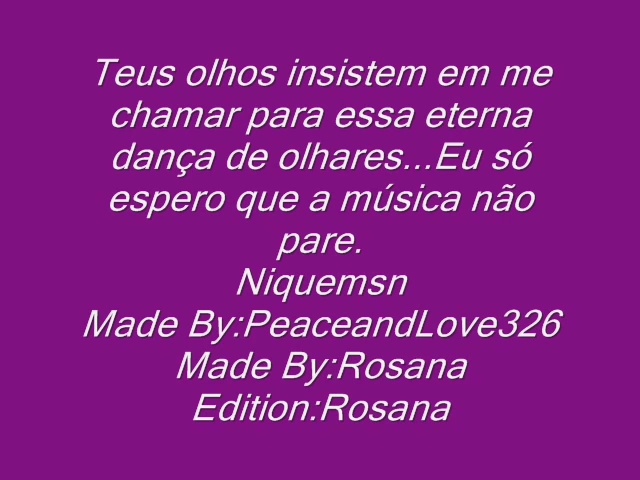 Teus olhos insistem em me
chamar para essa eterna
dança de olhares...Eu só
espero que a música não
pare.
Niquemsn
Made By:PeaceandLove326
Made By:Rosana
Edition:Rosana